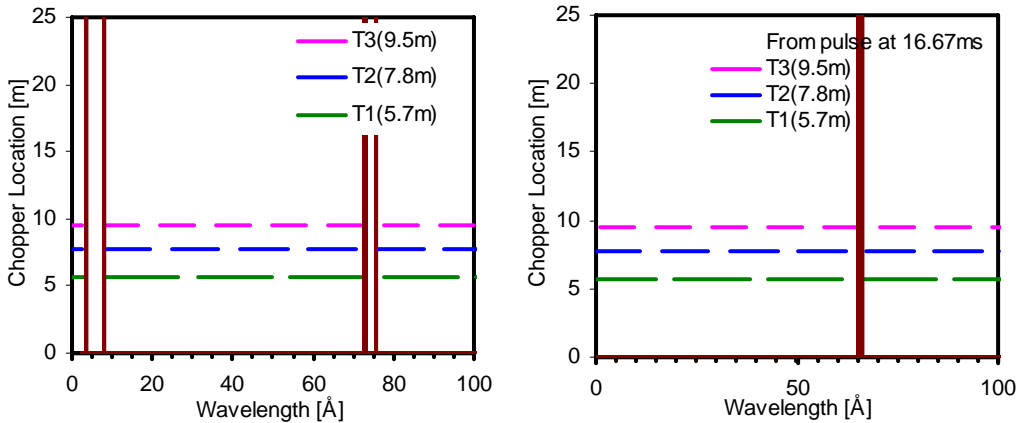 25
20
15
10
5
0
Chopper Location [m]
T3(9.5m)
T2(7.8m)
T1(5.7m)
0 20 40 60 80 100
Wavelength [Å]
25
20
15
10
5
0
Chopper Location [m]
From pulse at 16.67ms
T3(9.5m)
T2(7.8m)
T1(5.7m)
0 50 100
Wavelength [Å]